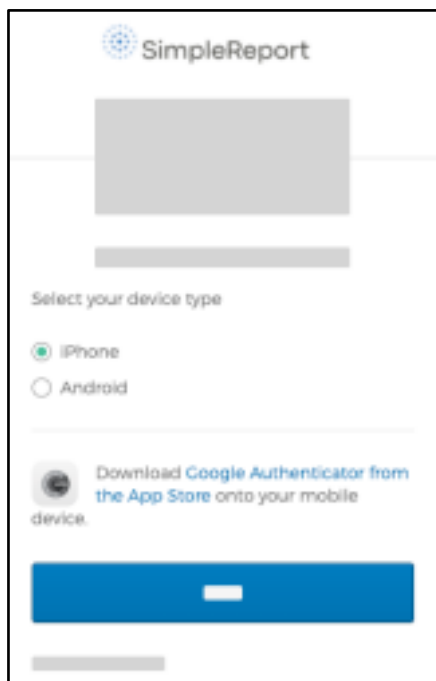 SimpleReport
Select your device type
iPhone
Android
Download Google Authenticator from
the App Store onto your mobile
device.